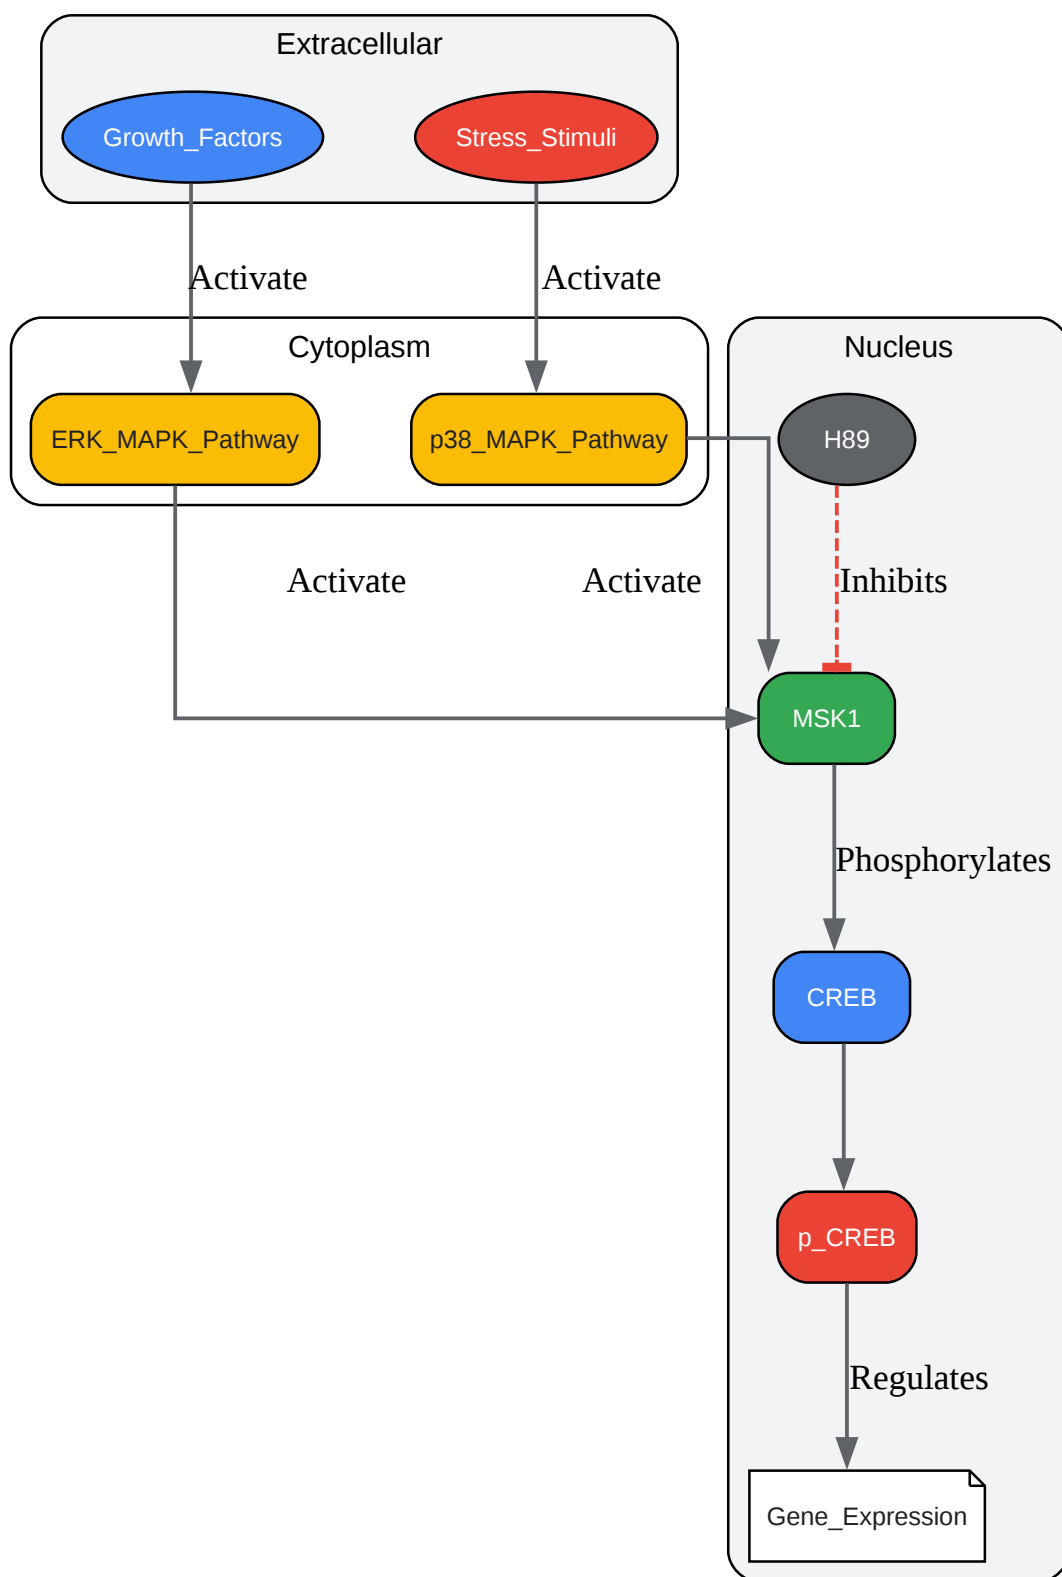 Extracellular
Growth_Factors
Stress_Stimuli
Activate
Activate
Cytoplasm
Nucleus
ERK_MAPK_Pathway
p38_MAPK_Pathway
H89
Activate
Activate
Inhibits
MSK1
Phosphorylates
CREB
p_CREB
Regulates
Gene_Expression